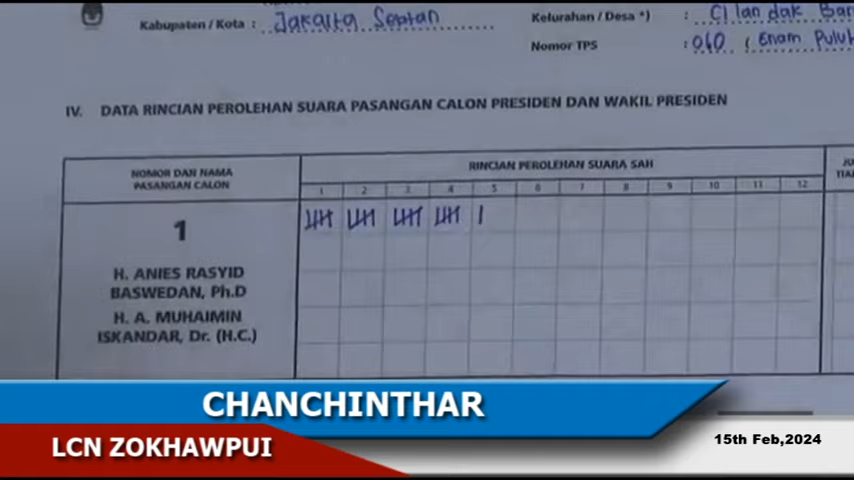 Kabupaten / Kota : Jakarta Selatan
Kelurahan / Desa *) : Cilandak Bar
Nomor TPS : 060 ( Enam Puluh
IV. DATA RINCIAN PEROLEHAN SUARA PASANGAN CALON PRESIDEN DAN WAKIL PRESIDEN
NOMOR DAN NAMA
PASANGAN CALON
RINCIAN PEROLEHAN SUARA SAH
1 2 3 4 5 6 7 8 9 10 11 12
1
H. ANIES RASYID
BASWEDAN, Ph.D
H. A. MUHAIMIN
ISKANDAR, Dr. (H.C.)
CHANCHINTHAR
LCN ZOKHAWPUI
15th Feb,2024